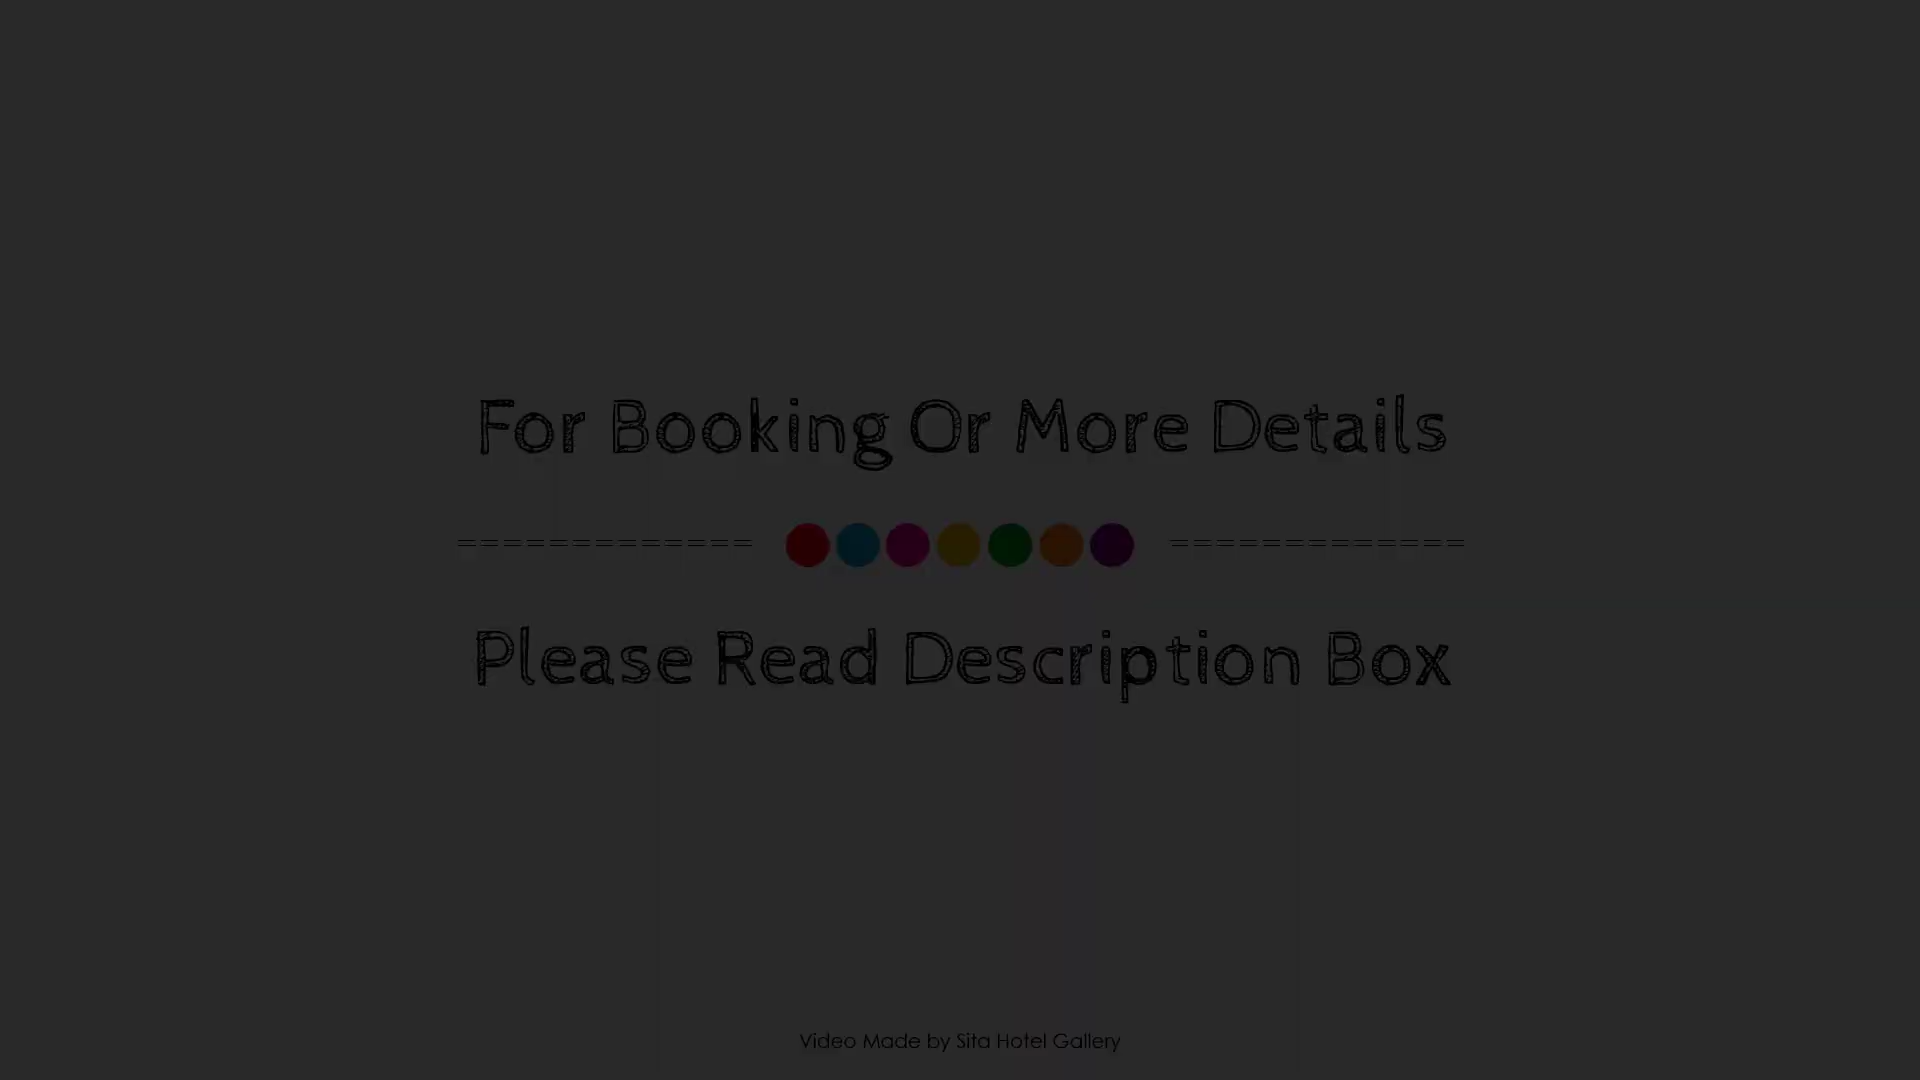 For Booking Or More Details
============= =============
Please Read Description Box
Video Made by Sita Hotel Gallery